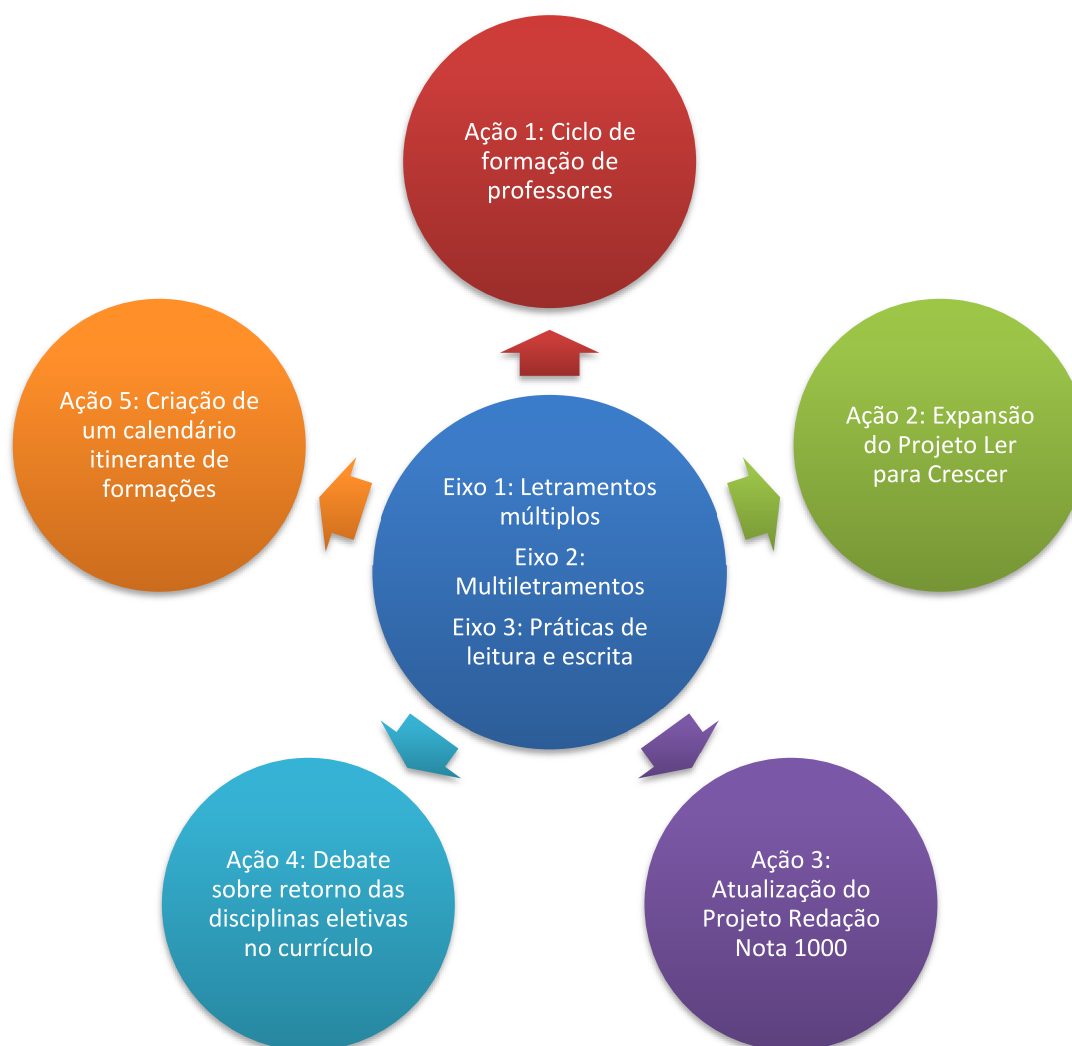 Ação 1: Ciclo de
formação de
professores
Ação 5: Criação de
um calendário
itinerante de
formações
Ação 2: Expansão
do Projeto Ler
para Crescer
Eixo 1: Letramentos
múltiplos
Eixo 2:
Multiletramentos
Eixo 3: Práticas de
leitura e escrita
Ação 4: Debate
sobre retorno das
disciplinas eletivas
no currículo
Ação 3:
Atualização do
Projeto Redação
Nota 1000